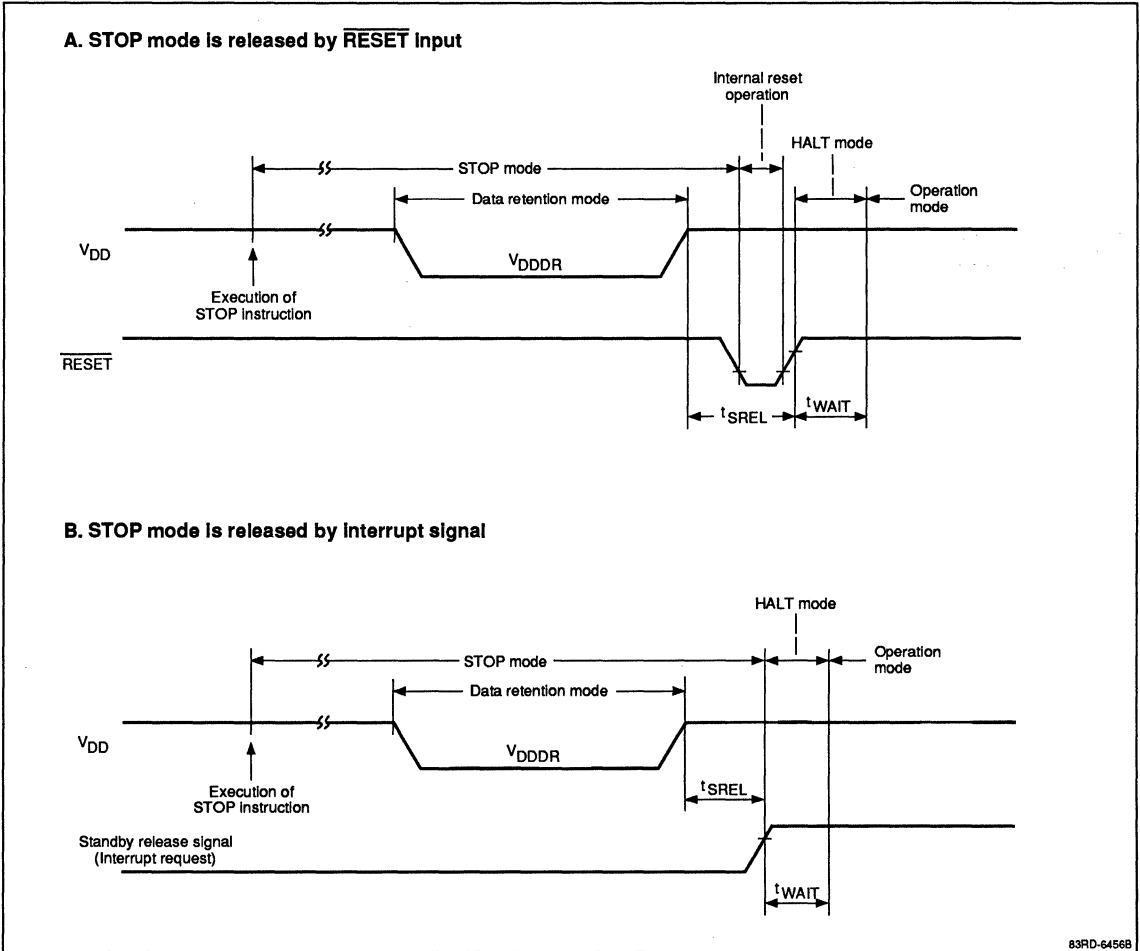 A. STOP mode is released by RESET input
Internal reset
operation
HALT mode
STOP mode
Operation
mode
Data retention mode
VDD
VDDDR
Execution of
STOP instruction
RESET
tSREL
tWAIT
B. STOP mode is released by interrupt signal
HALT mode
STOP mode
Operation
mode
Data retention mode
VDD
VDDDR
tSREL
Execution of
STOP instruction
Standby release signal
(Interrupt request)
tWAIT
83RD-6456B